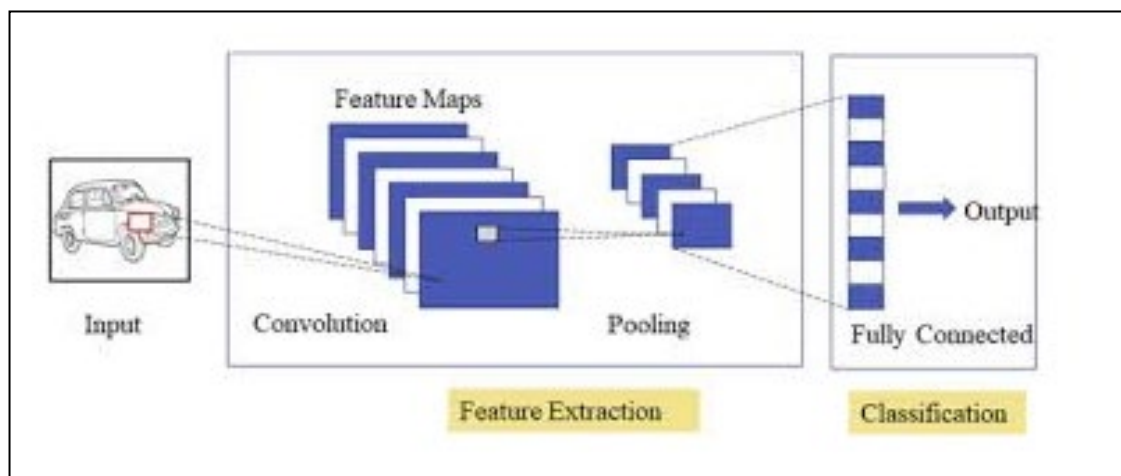 Feature Maps
Output
Input
Convolution
Pooling
Fully Connected
Feature Extraction
Classification